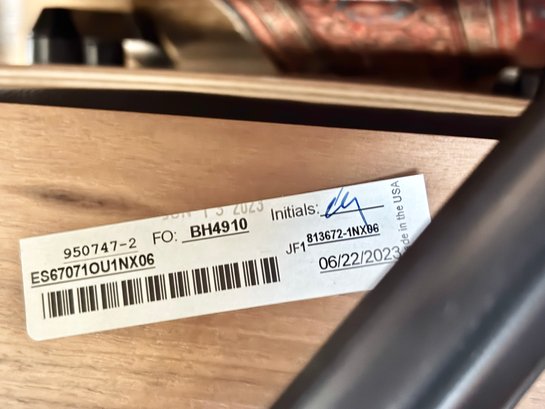 JUN 13 2023
950747-2 FO: BH4910 Initials:
ES67071OU1NX06
JF1 813672-1NX06
06/22/2023
Made in the USA